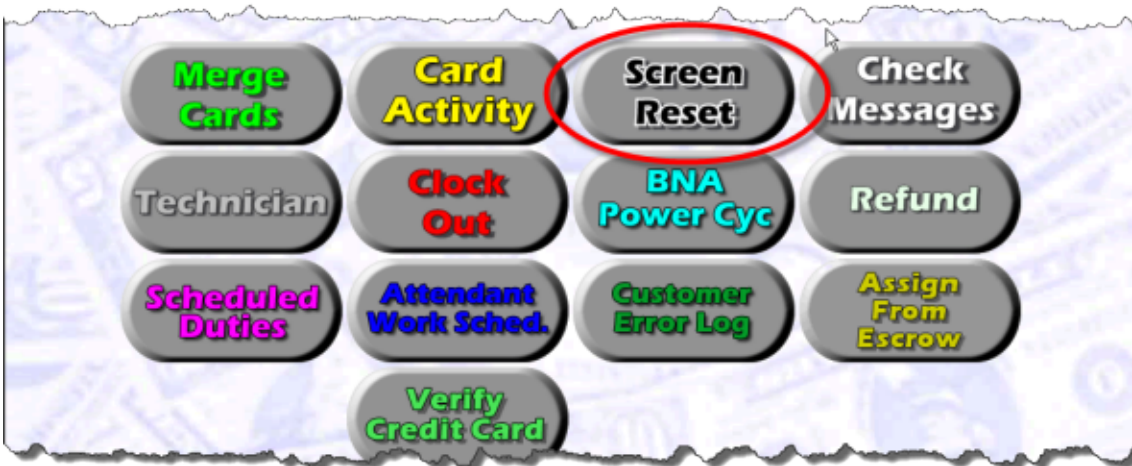 Merge
Cards
Card
Activity
Screen
Reset
Check
Messages
Technician
Clock
Out
BNA
Power Cyc
Refund
Scheduled
Duties
Attendant
Work Sched.
Customer
Error Log
Assign
From
Escrow
Verify
Credit Card